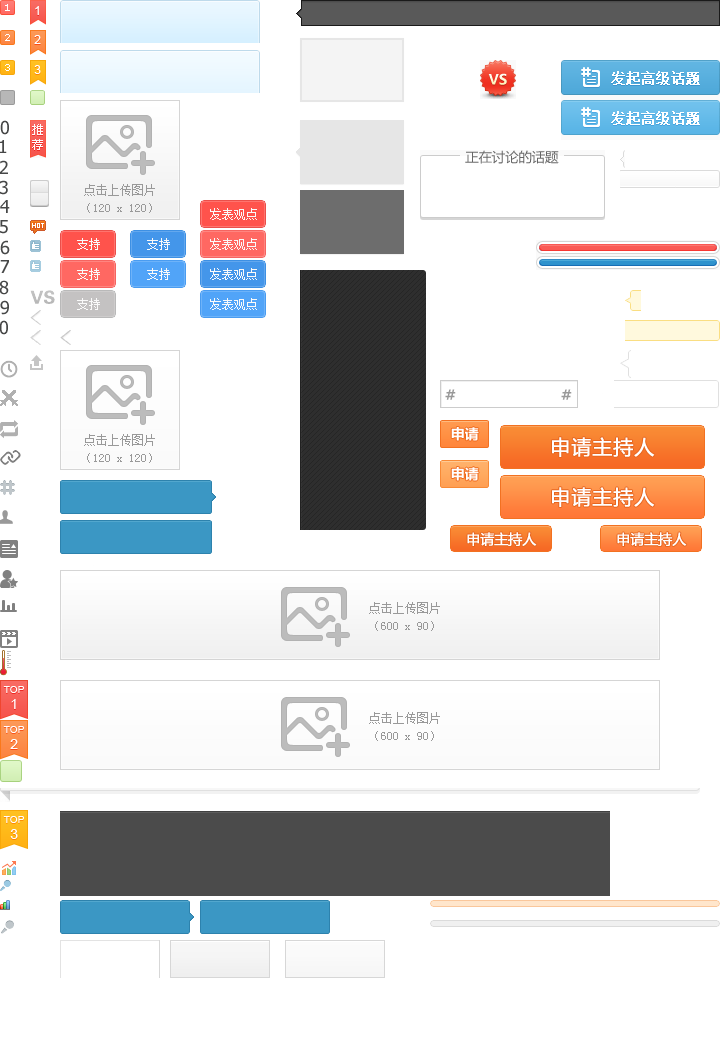 1
1
2
2
3
3
0
1
2
3
4
5
6
7
8
9
0
推
荐
HOT
VS
点击上传图片
(120 x 120)
发表观点
支持
支持
发表观点
支持
支持
发表观点
支持
发表观点
点击上传图片
(120 x 120)
VS
发起高级话题
发起高级话题
正在讨论的话题
# #
申请
申请主持人
申请
申请主持人
申请主持人
申请主持人
点击上传图片
(600 x 90)
点击上传图片
(600 x 90)
TOP
1
TOP
2
TOP
3